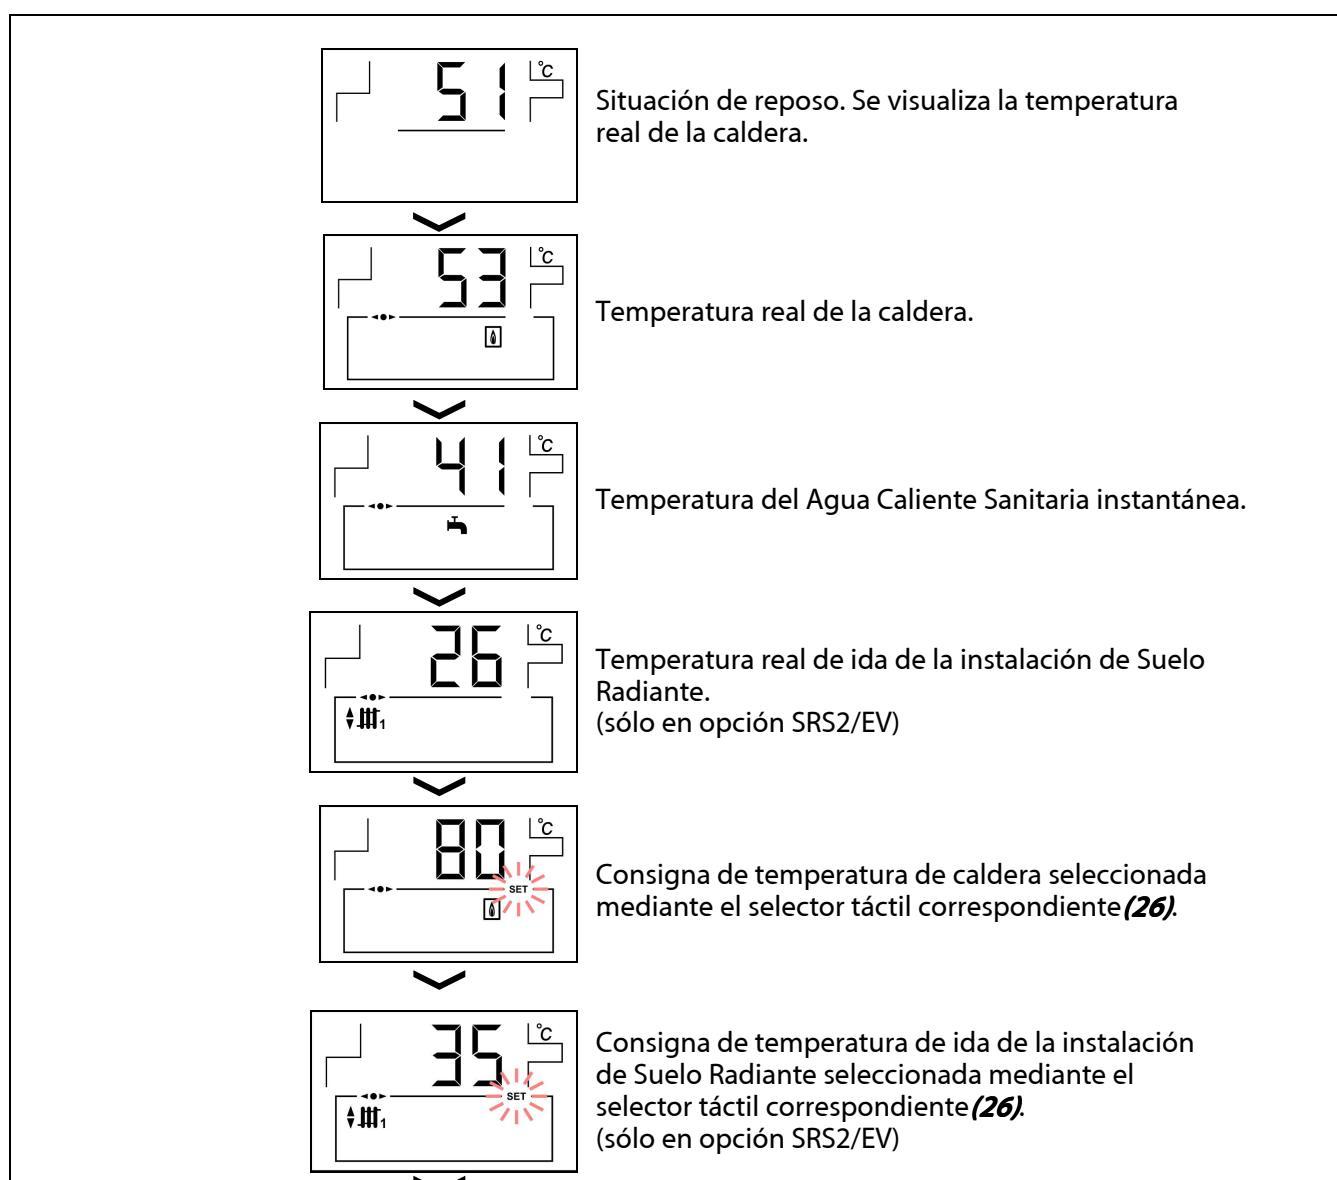 51 °C
Situación de reposo. Se visualiza la temperatura
real de la caldera.
53 °C
Temperatura real de la caldera.
41 °C
Temperatura del Agua Caliente Sanitaria instantánea.
26 °C
1
Temperatura real de ida de la instalación de Suelo
Radiante.
(sólo en opción SRS2/EV)
80 °C
SET
Consigna de temperatura de caldera seleccionada
mediante el selector táctil correspondiente(26).
35 °C
SET
1
Consigna de temperatura de ida de la instalación
de Suelo Radiante seleccionada mediante el
selector táctil correspondiente(26).
(sólo en opción SRS2/EV)